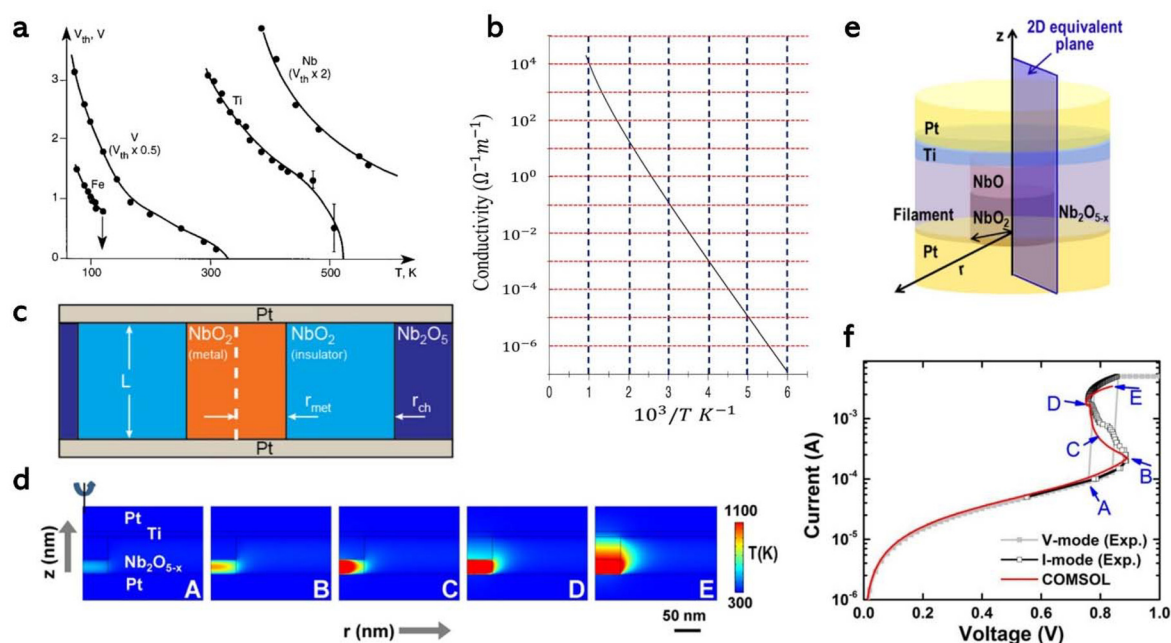 a
V_th, V
3
2
1
0
100
300
500
T, K
Nb
(V_th x 2)
Ti
V
(V_th x 0.5)
Fe
b
Conductivity (Ω⁻¹m⁻¹)
10⁴
10²
10⁰
10⁻²
10⁻⁴
10⁻⁶
0 1 2 3 4 5 6
10³/T K⁻¹
c
Pt
NbO₂
(metal)
NbO₂
(insulator)
Nb₂O₅
L
r_met
r_ch
Pt
d
z (nm)
Pt
Ti
Nb₂O₅₋ₓ
Pt
A
B
C
D
E
1100
T(K)
300
r (nm)
50 nm
e
z
2D equivalent
plane
Pt
Ti
NbO
Filament
NbO₂
Nb₂O₅₋ₓ
Pt
r
f
Current (A)
10⁻³
10⁻⁴
10⁻⁵
10⁻⁶
D
E
C
B
A
V-mode (Exp.)
I-mode (Exp.)
COMSOL
0.0 0.2 0.4 0.6 0.8 1.0
Voltage (V)